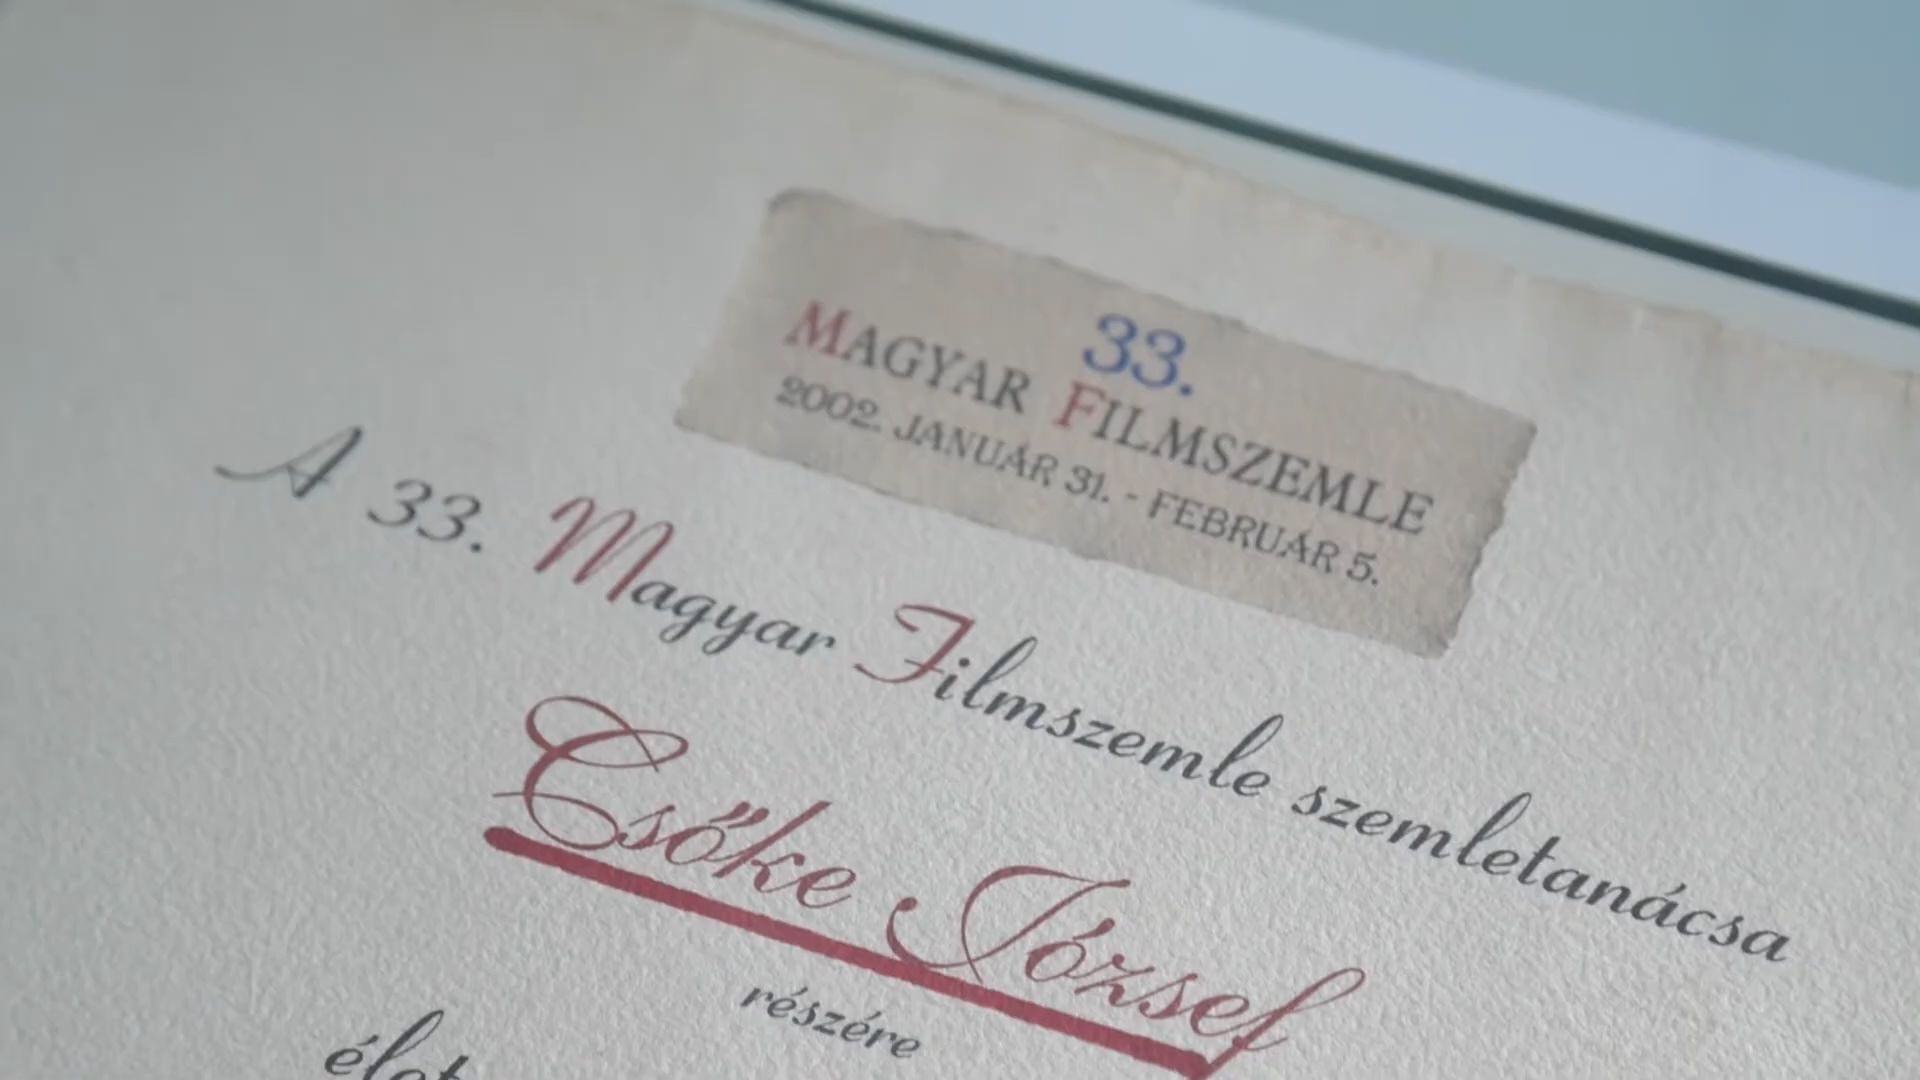 33.
MAGYAR FILMSZEMLE
2002. JANUÁR 31. - FEBRUÁR 5.
A 33. Magyar Filmszemle szemletanácsa
Csőke József
részére